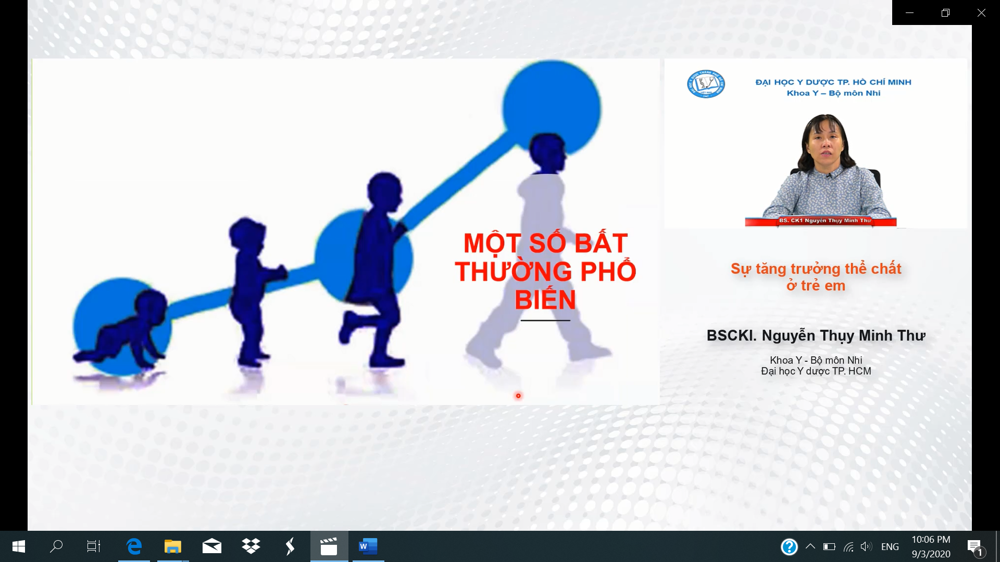 MỘT SỐ BẤT
THƯỜNG PHỔ
BIẾN
ĐẠI HỌC Y DƯỢC TP. HỒ CHÍ MINH
Khoa Y – Bộ môn Nhi
BS. CK1 Nguyễn Thụy Minh Thư
Sự tăng trưởng thể chất
ở trẻ em
BSCKI. Nguyễn Thụy Minh Thư
Khoa Y - Bộ môn Nhi
Đại học Y dược TP. HCM
ENG
10:06 PM
9/3/2020
1